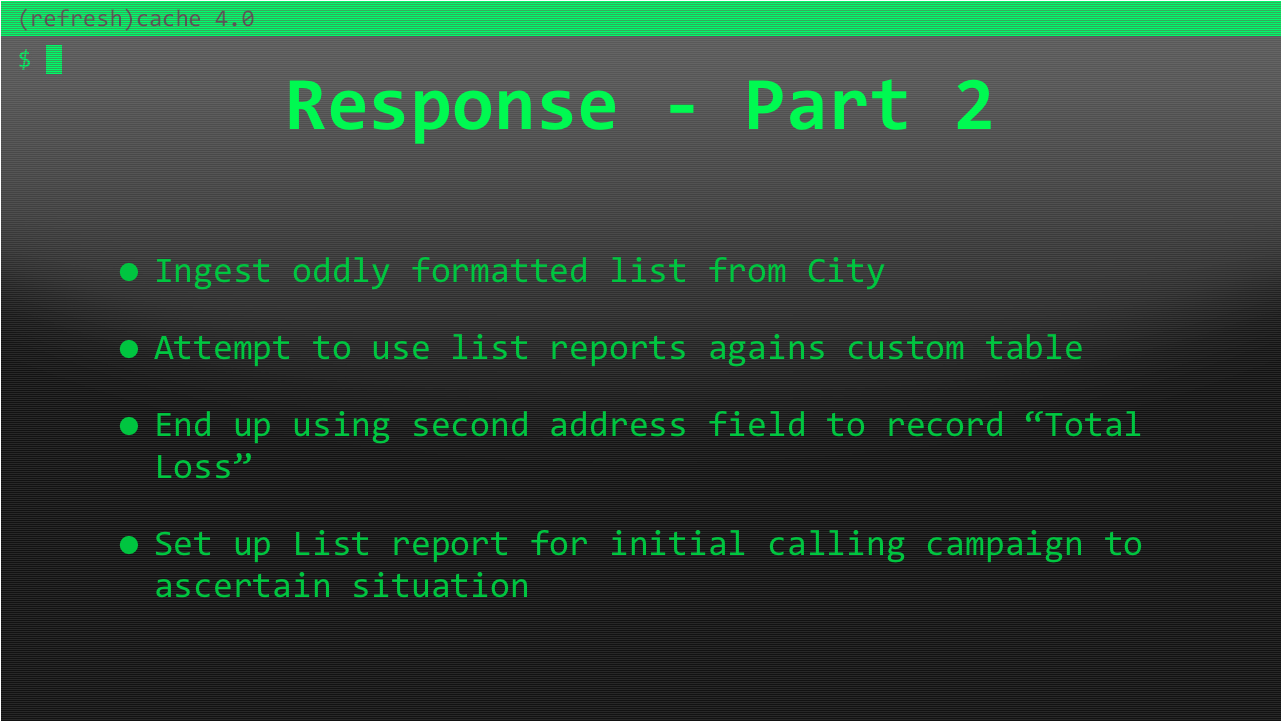 (refresh)cache 4.0
$
Response - Part 2
● Ingest oddly formatted list from City
● Attempt to use list reports agains custom table
● End up using second address field to record “Total
Loss”
● Set up List report for initial calling campaign to
ascertain situation